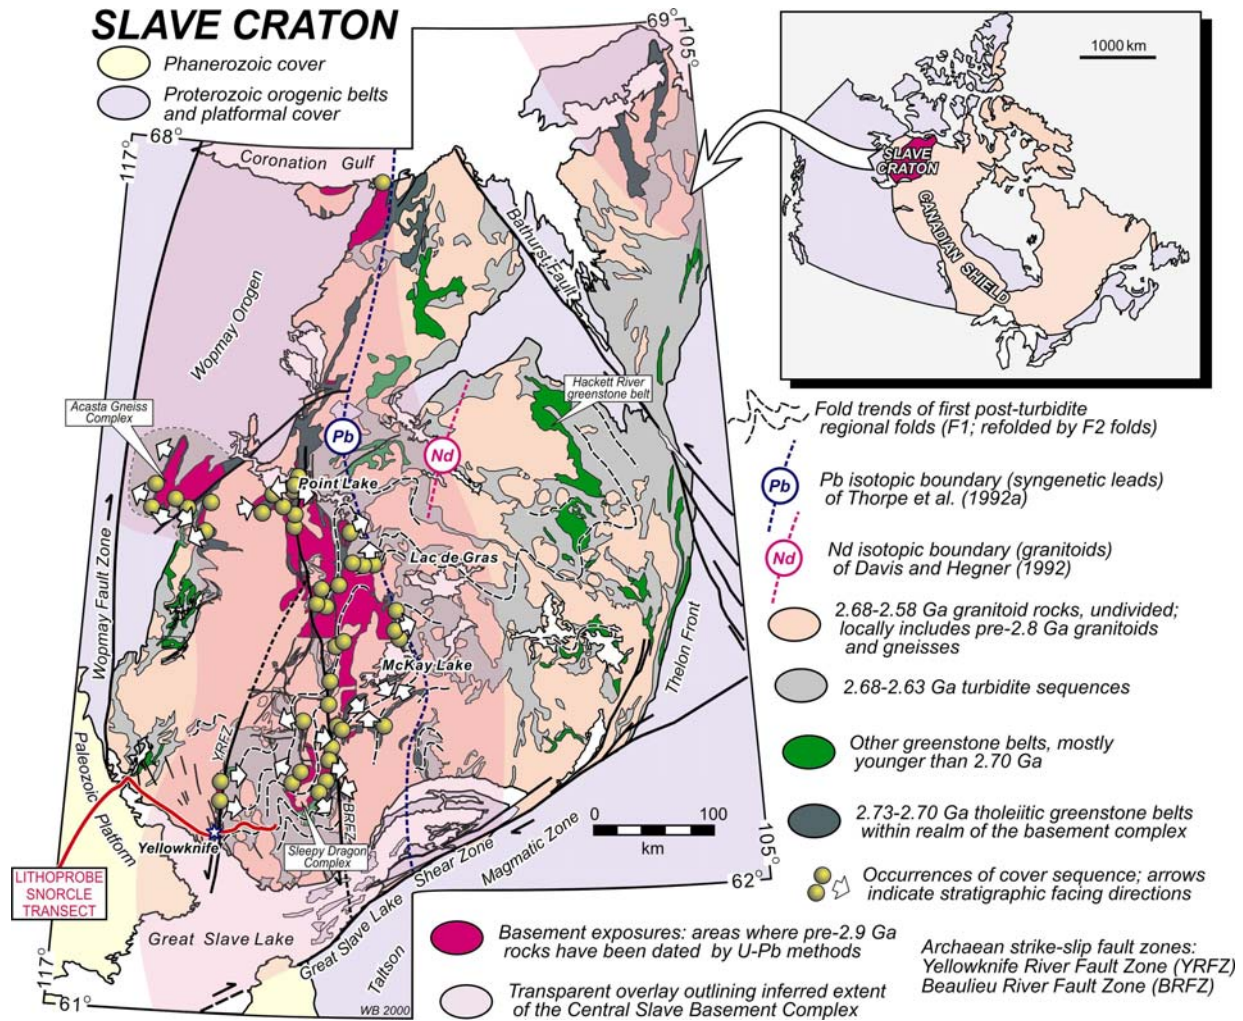 SLAVE CRATON
Phanerozoic cover
Proterozoic orogenic belts
and platformal cover
69°
105°
68°
117°
Coronation Gulf
Bathurst Fault
Wopmay Orogen
Hackett River
greenstone belt
Acasta Gneiss
Complex
Pb
Nd
Point Lake
Lac de Gras
Wopmay Fault Zone
McKay Lake
Thelon Front
YRFZ
Paleozoic
Platform
Yellowknife
Sleepy Dragon
Complex
BRFZ
0 100
km
105°
62°
LITHOPROBE
SNORCLE
TRANSECT
Great Slave Lake
Great Slave Lake Shear Zone
Taltson Magmatic Zone
117°
61°
WB 2000
1000 km
SLAVE
CRATON
CANADIAN SHIELD
Fold trends of first post-turbidite
regional folds (F1; refolded by F2 folds)
Pb
Pb isotopic boundary (syngenetic leads)
of Thorpe et al. (1992a)
Nd
Nd isotopic boundary (granitoids)
of Davis and Hegner (1992)
2.68-2.58 Ga granitoid rocks, undivided;
locally includes pre-2.8 Ga granitoids
and gneisses
2.68-2.63 Ga turbidite sequences
Other greenstone belts, mostly
younger than 2.70 Ga
2.73-2.70 Ga tholeiitic greenstone belts
within realm of the basement complex
Occurrences of cover sequence; arrows
indicate stratigraphic facing directions
Basement exposures: areas where pre-2.9 Ga
rocks have been dated by U-Pb methods
Transparent overlay outlining inferred extent
of the Central Slave Basement Complex
Archaean strike-slip fault zones:
Yellowknife River Fault Zone (YRFZ)
Beaulieu River Fault Zone (BRFZ)